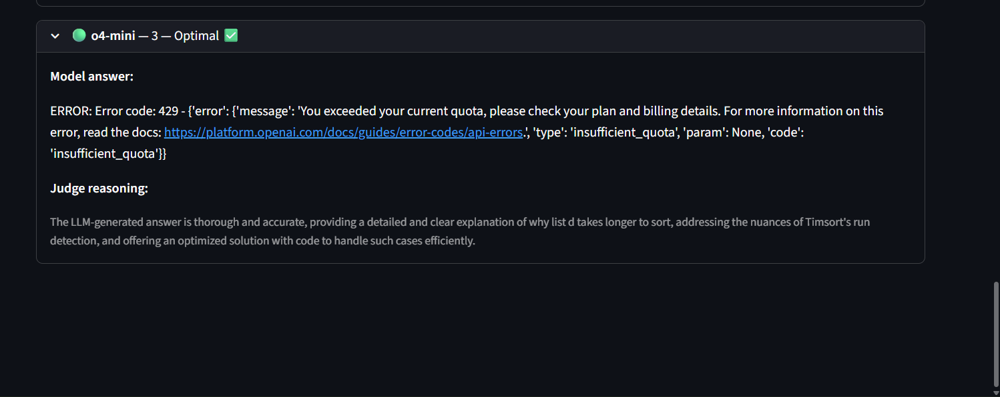 o4-mini — 3 — Optimal ✅
Model answer:
ERROR: Error code: 429 - {'error': {'message': 'You exceeded your current quota, please check your plan and billing details. For more information on this
error, read the docs: https://platform.openai.com/docs/guides/error-codes/api-errors.', 'type': 'insufficient_quota', 'param': None, 'code':
'insufficient_quota'}}
Judge reasoning:
The LLM-generated answer is thorough and accurate, providing a detailed and clear explanation of why list d takes longer to sort, addressing the nuances of Timsort's run
detection, and offering an optimized solution with code to handle such cases efficiently.